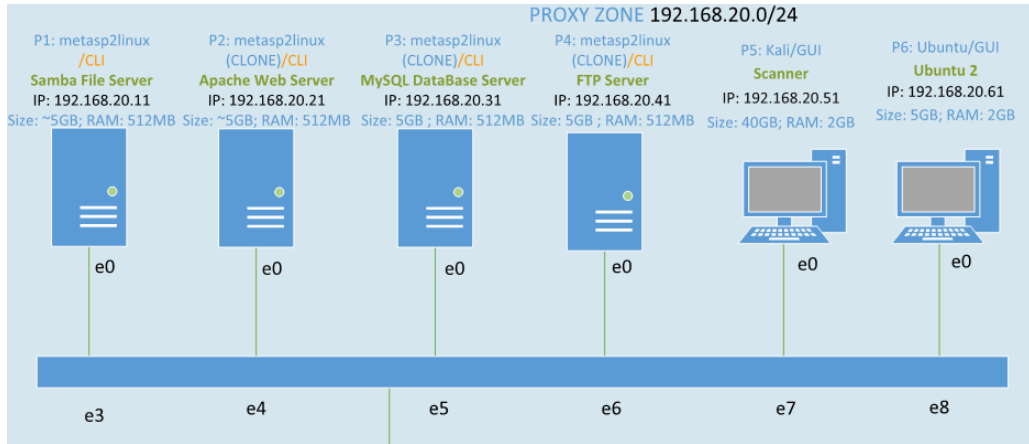 PROXY ZONE 192.168.20.0/24
P1: metasp2linux
/CLI
Samba File Server
IP: 192.168.20.11
Size: ~5GB; RAM: 512MB
P2: metasp2linux
(CLONE)/CLI
Apache Web Server
IP: 192.168.20.21
Size: ~5GB; RAM: 512MB
P3: metasp2linux
(CLONE)/CLI
MySQL DataBase Server
IP: 192.168.20.31
Size: 5GB ; RAM: 512MB
P4: metasp2linux
(CLONE)/CLI
FTP Server
IP: 192.168.20.41
Size: 5GB ; RAM: 512MB
P5: Kali/GUI
Scanner
IP: 192.168.20.51
Size: 40GB; RAM: 2GB
P6: Ubuntu/GUI
Ubuntu 2
IP: 192.168.20.61
Size: 5GB; RAM: 2GB
e0
e0
e0
e0
e0
e0
e3
e4
e5
e6
e7
e8